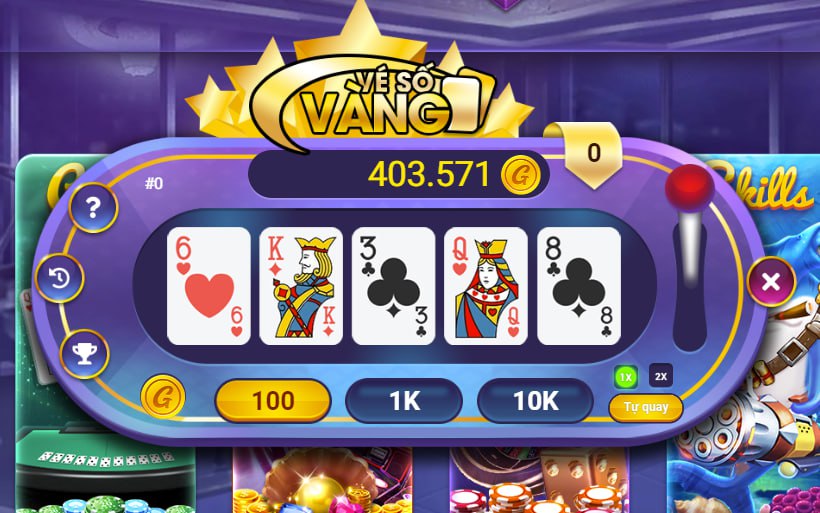 VÉ SỐ
VÀNG
0
#0
403.571
G
kills
?
6
K
3
Q
8
6
K
3
Q
8
G
100
1K
10K
1X
2X
Tự quay